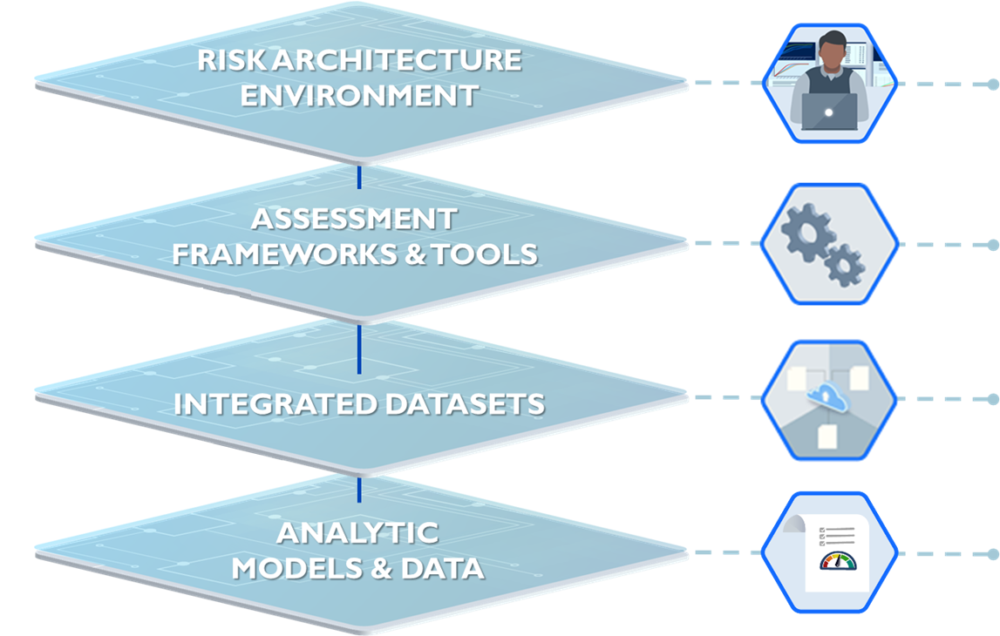 RISK ARCHITECTURE
ENVIRONMENT
ASSESSMENT
FRAMEWORKS & TOOLS
INTEGRATED DATASETS
ANALYTIC
MODELS & DATA